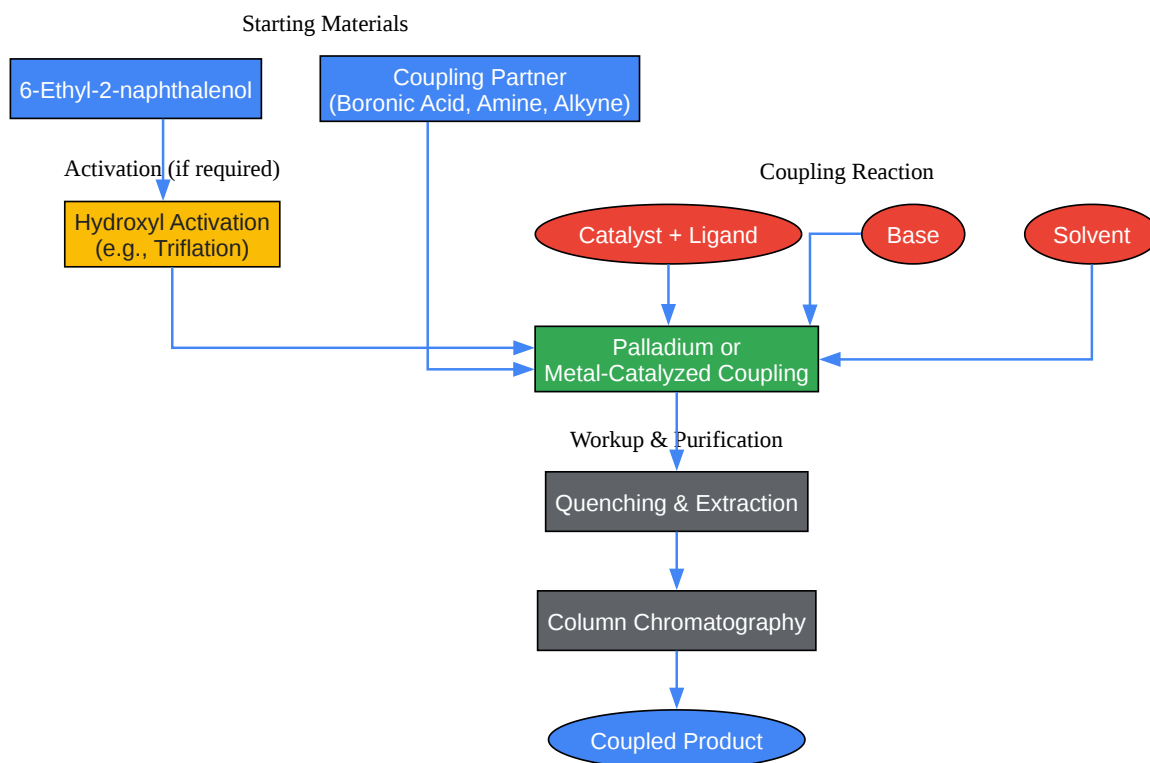 Starting Materials
6-Ethyl-2-naphthalenol
Coupling Partner
(Boronic Acid, Amine, Alkyne)
Activation (if required)
Coupling Reaction
Hydroxyl Activation
(e.g., Triflation)
Catalyst + Ligand
Base
Solvent
Palladium or
Metal-Catalyzed Coupling
Workup & Purification
Quenching & Extraction
Column Chromatography
Coupled Product